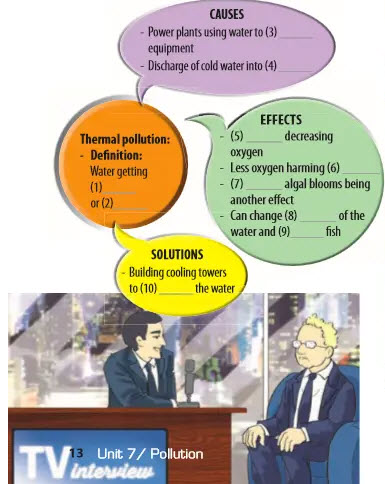 CAUSES
- Power plants using water to (3) ______
equipment
- Discharge of cold water into (4) ______
Thermal pollution:
- Definition:
Water getting
(1) ______
or (2) ______
EFFECTS
- (5) ______ decreasing
oxygen
- Less oxygen harming (6) ______
- (7) ______ algal blooms being
another effect
- Can change (8) ______ of the
water and (9) ______ fish
SOLUTIONS
- Building cooling towers
to (10) ______ the water
13 Unit 7/ Pollution
TV interview